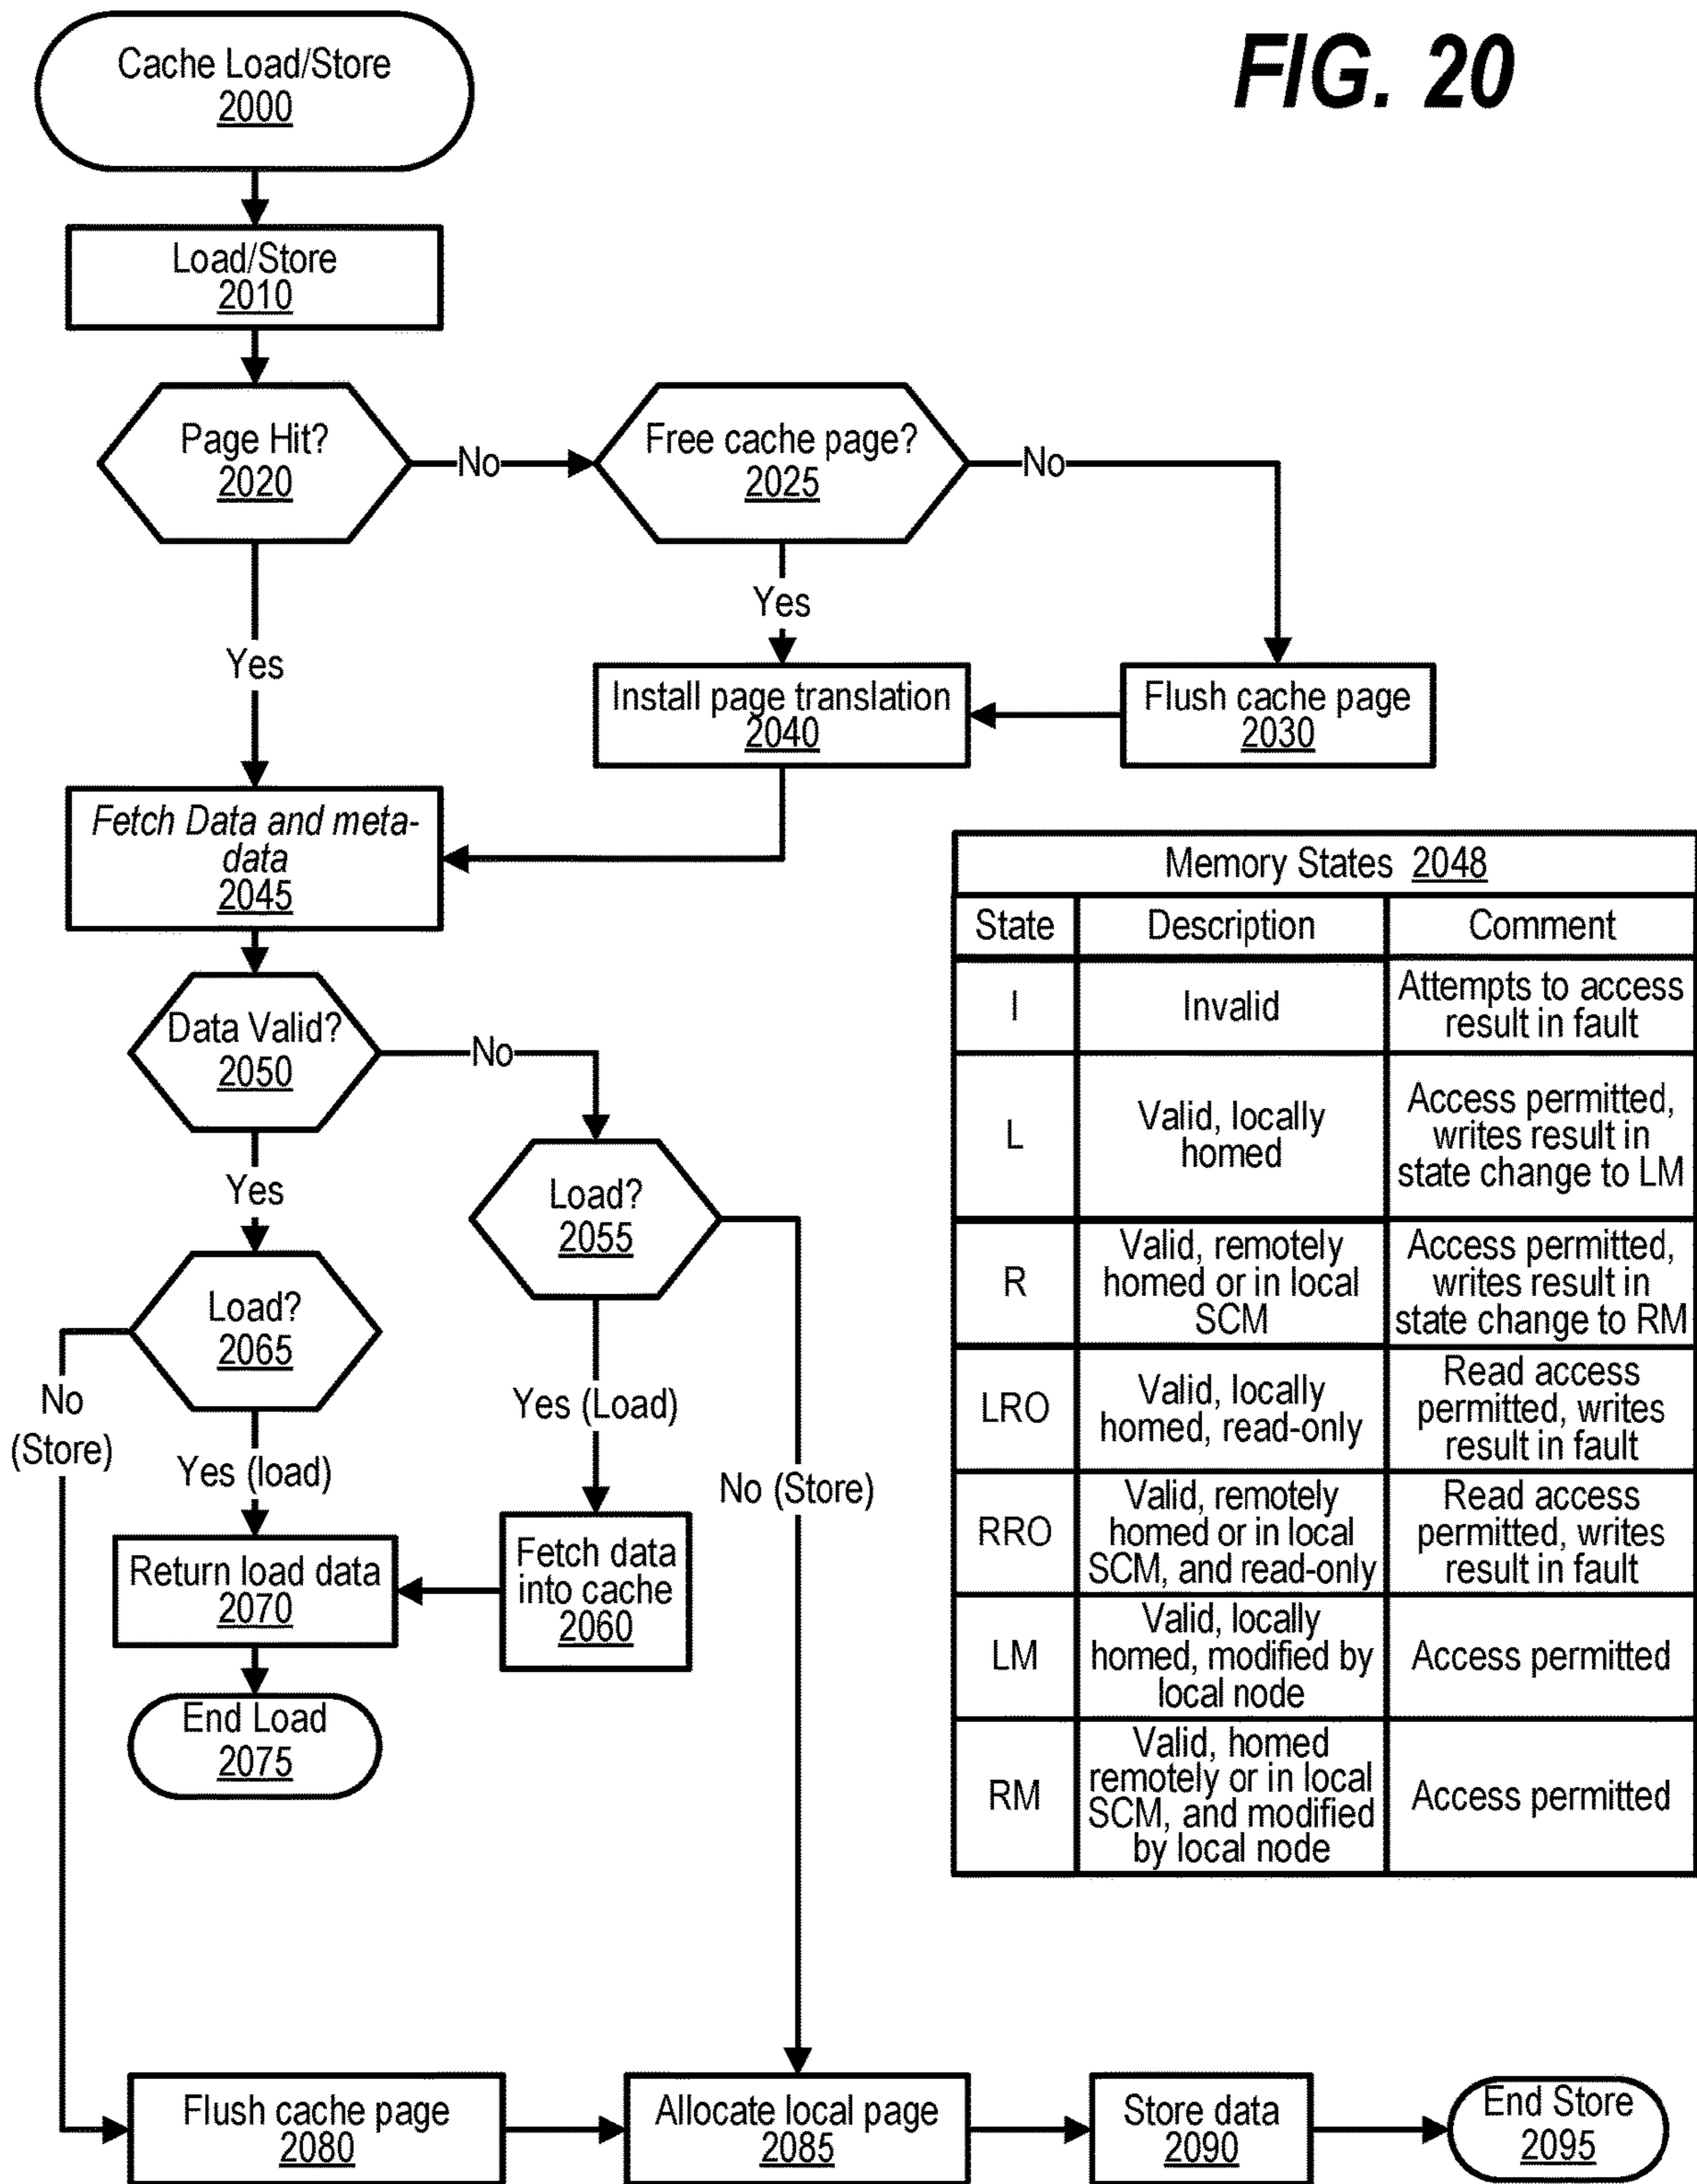 FIG. 20
Cache Load/Store
2000
Load/Store
2010
Page Hit?
2020
No
Free cache page?
2025
No
Yes
Yes
Install page translation
2040
Flush cache page
2030
Fetch Data and meta-
data
2045
Data Valid?
2050
No
Yes
Load?
2055
Load?
2065
No
(Store)
Yes (load)
Yes (Load)
No (Store)
Return load data
2070
Fetch data
into cache
2060
End Load
2075
Memory States 2048
State
Description
Comment
I
Invalid
Attempts to access
result in fault
L
Valid, locally
homed
Access permitted,
writes result in
state change to LM
R
Valid, remotely
homed or in local
SCM
Access permitted,
writes result in
state change to RM
LRO
Valid, locally
homed, read-only
Read access
permitted, writes
result in fault
RRO
Valid, remotely
homed or in local
SCM, and read-only
Read access
permitted, writes
result in fault
LM
Valid, locally
homed, modified by
local node
Access permitted
RM
Valid, homed
remotely or in local
SCM, and modified
by local node
Access permitted
Flush cache page
2080
Allocate local page
2085
Store data
2090
End Store
2095